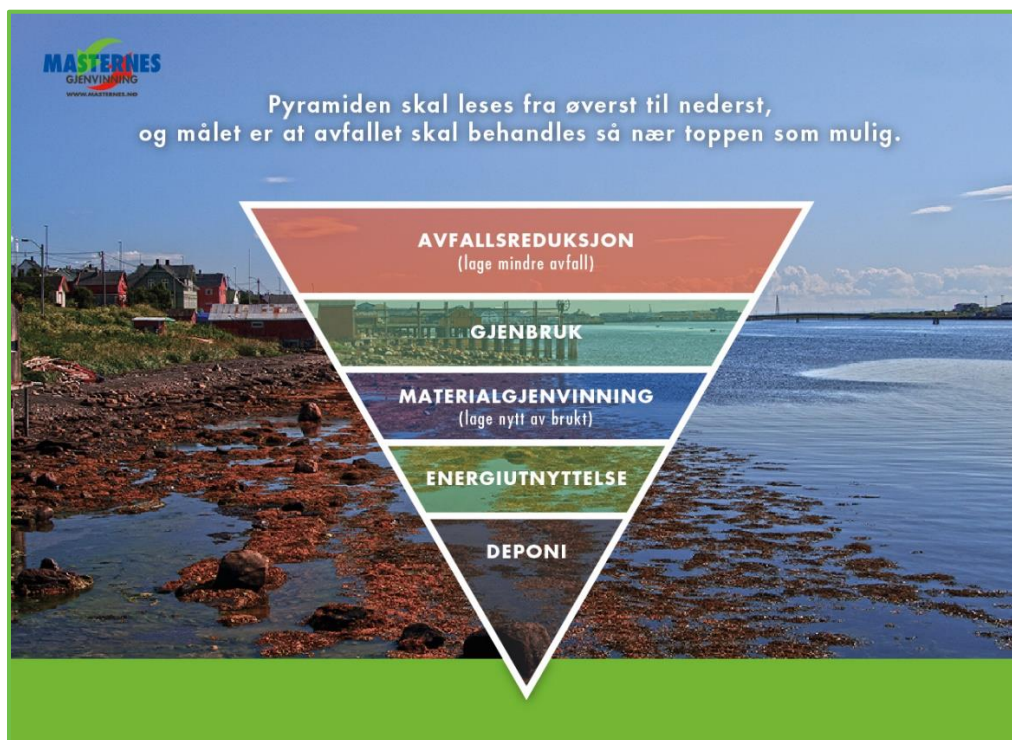 MASTERNES
GJENVINNING
WWW.MASTERNES.NO
Pyramiden skal leses fra øverst til nederst,
og målet er at avfallet skal behandles så nær toppen som mulig.
AVFALLSREDUKSJON
(lage mindre avfall)
GJENBRUK
MATERIALGJENVINNING
(lage nytt av brukt)
ENERGIUTNYTTELSE
DEPONI